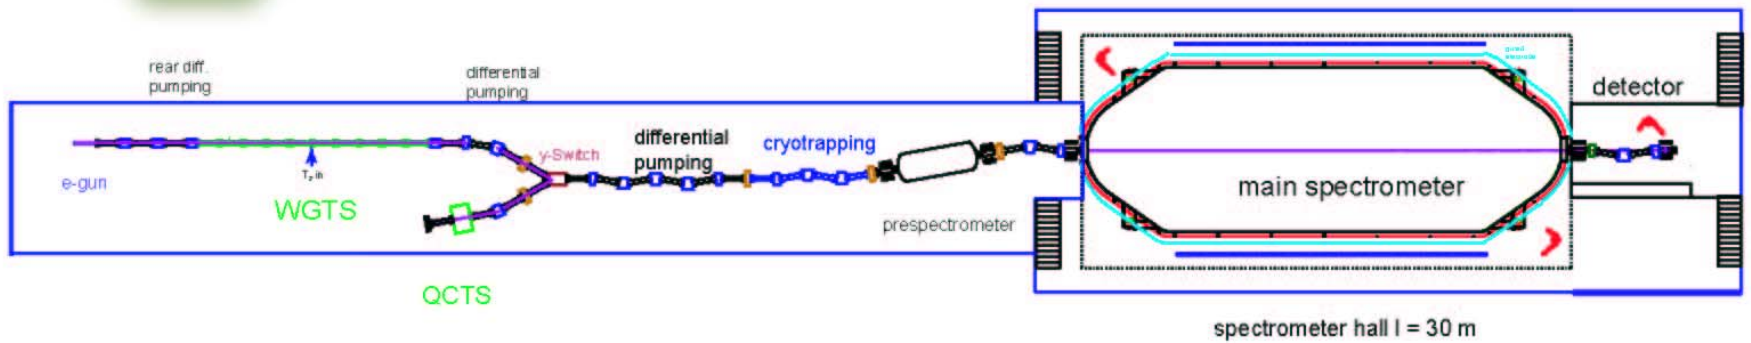 rear diff.
pumping
differential
pumping
e-gun
WGTS
y-Switch
QCTS
differential
pumping
cryotrapping
prespectrometer
main spectrometer
detector
spectrometer hall l = 30 m